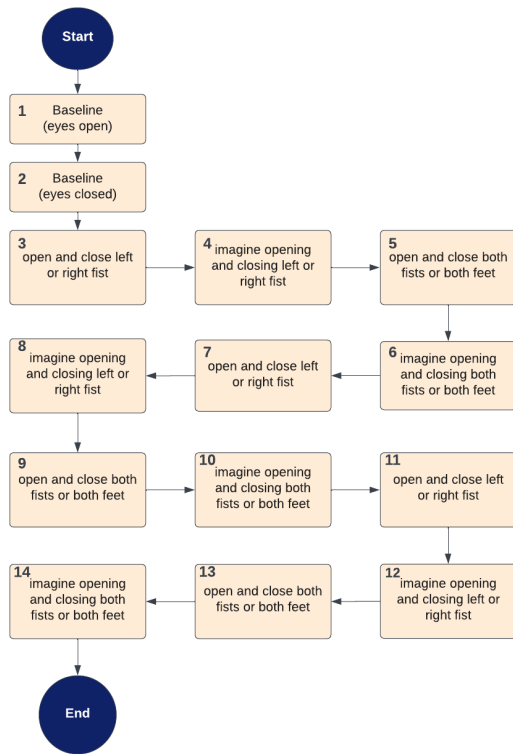 Start
1 Baseline
(eyes open)
2 Baseline
(eyes closed)
3
open and close left
or right fist
4
imagine opening
and closing left or
right fist
5
open and close both
fists or both feet
6 imagine opening
and closing both
fists or both feet
7
open and close left
or right fist
8
imagine opening
and closing left or
right fist
9
open and close both
fists or both feet
10
imagine opening
and closing both
fists or both feet
11
open and close left
or right fist
12
imagine opening
and closing left or
right fist
13
open and close both
fists or both feet
14
imagine opening
and closing both
fists or both feet
End